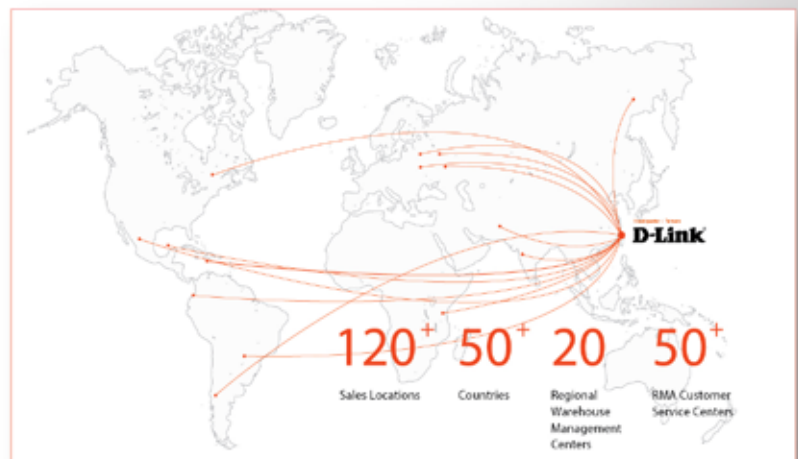 D-Link
120+
50+
20
50+
Sales Locations
Countries
Regional
Warehouse
Management
Centers
RMA Customer
Service Centers